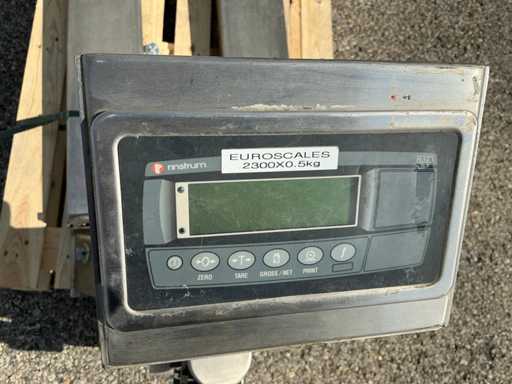 EUROSCALES
2300X0.5kg
rinstrum
ZERO
TARE
GROSS/NET
PRINT